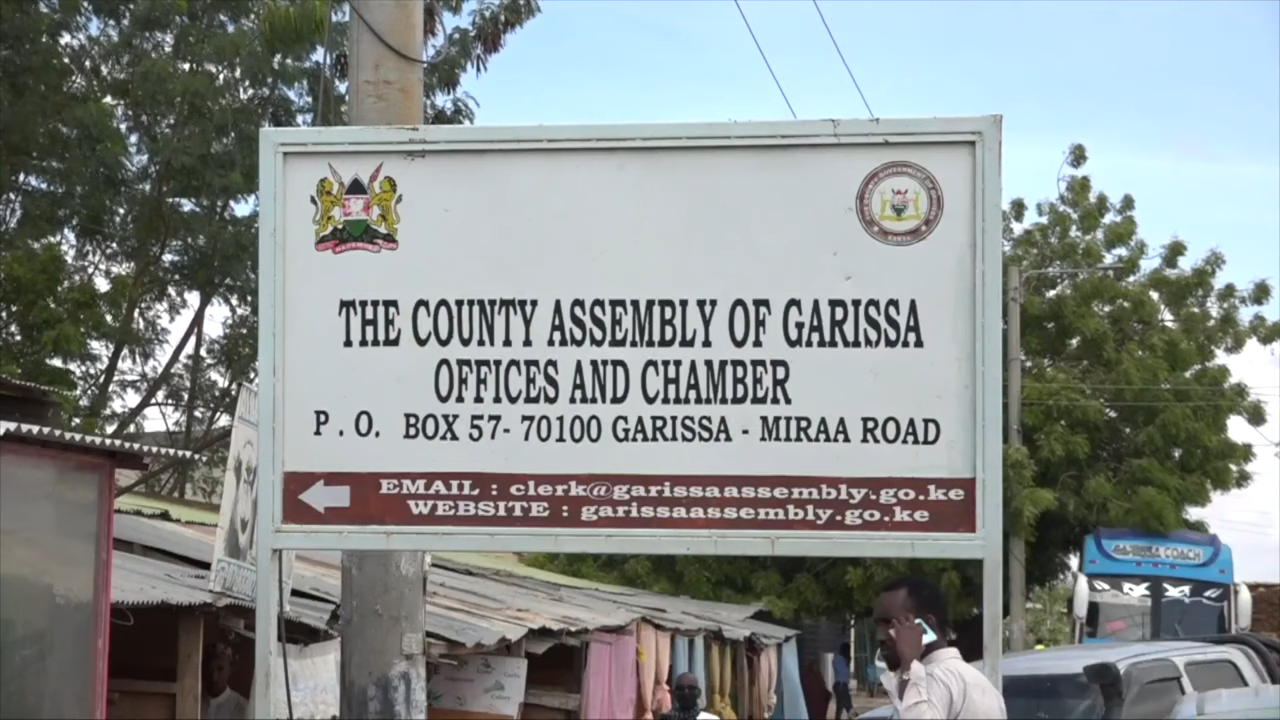 THE COUNTY ASSEMBLY OF GARISSA
OFFICES AND CHAMBER
P. O. BOX 57- 70100 GARISSA - MIRAA ROAD
EMAIL : clerk@garissaassembly.go.ke
WEBSITE : garissaassembly.go.ke
COACH